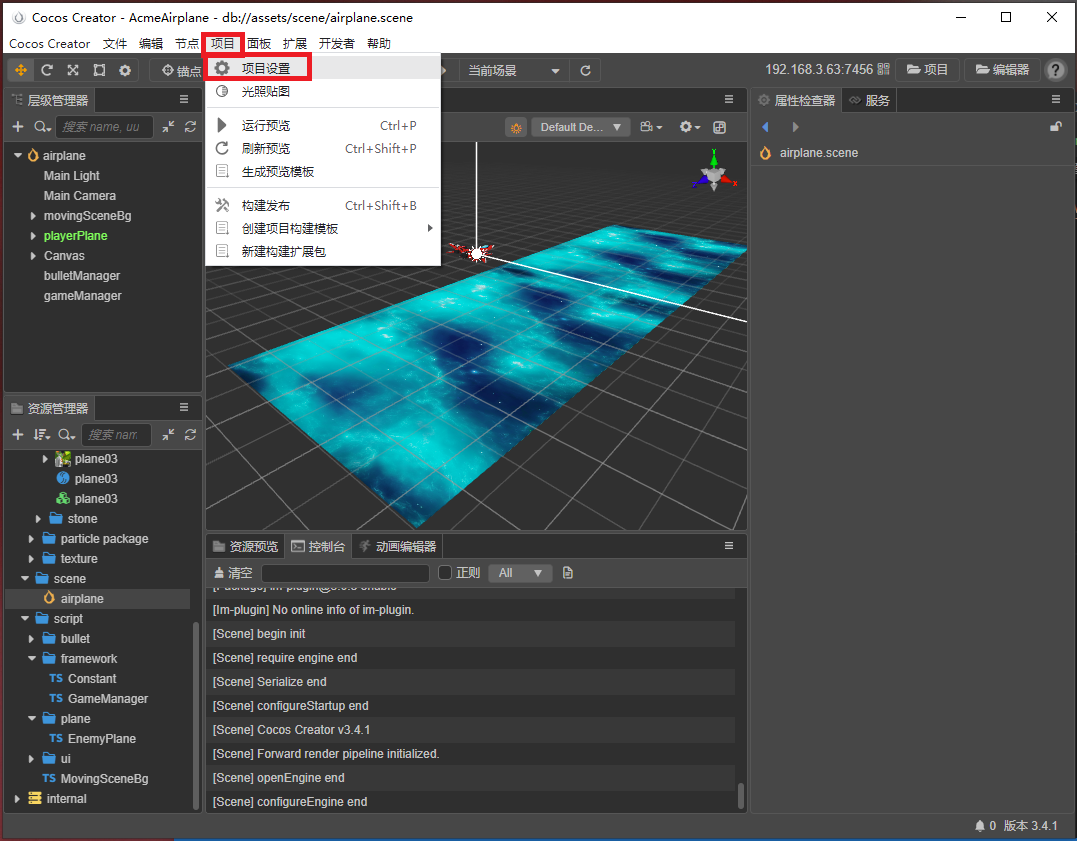 Cocos Creator - AcmeAirplane - db://assets/scene/airplane.scene
Cocos Creator 文件 编辑 节点 项目 面板 扩展 开发者 帮助
锚点 当前场景 192.168.3.63:7456 项目 编辑器 ?
项目设置
光照贴图
运行预览 Ctrl+P
刷新预览 Ctrl+Shift+P
生成预览模板
构建发布 Ctrl+Shift+B
创建项目构建模板
新建构建扩展包
层级管理器
搜索 name, uu
airplane
Main Light
Main Camera
movingSceneBg
playerPlane
Canvas
bulletManager
gameManager
Default De...
Y
属性检查器 服务
airplane.scene
资源管理器
搜索 nam
plane03
plane03
plane03
stone
particle package
texture
scene
airplane
script
bullet
framework
TS Constant
TS GameManager
plane
TS EnemyPlane
ui
TS MovingSceneBg
internal
资源预览 控制台 动画编辑器
清空 正则 All
[Im-plugin] No online info of im-plugin.
[Scene] begin init
[Scene] require engine end
[Scene] Serialize end
[Scene] configureStartup end
[Scene] Cocos Creator v3.4.1
[Scene] Forward render pipeline initialized.
[Scene] openEngine end
[Scene] configureEngine end
0 版本 3.4.1